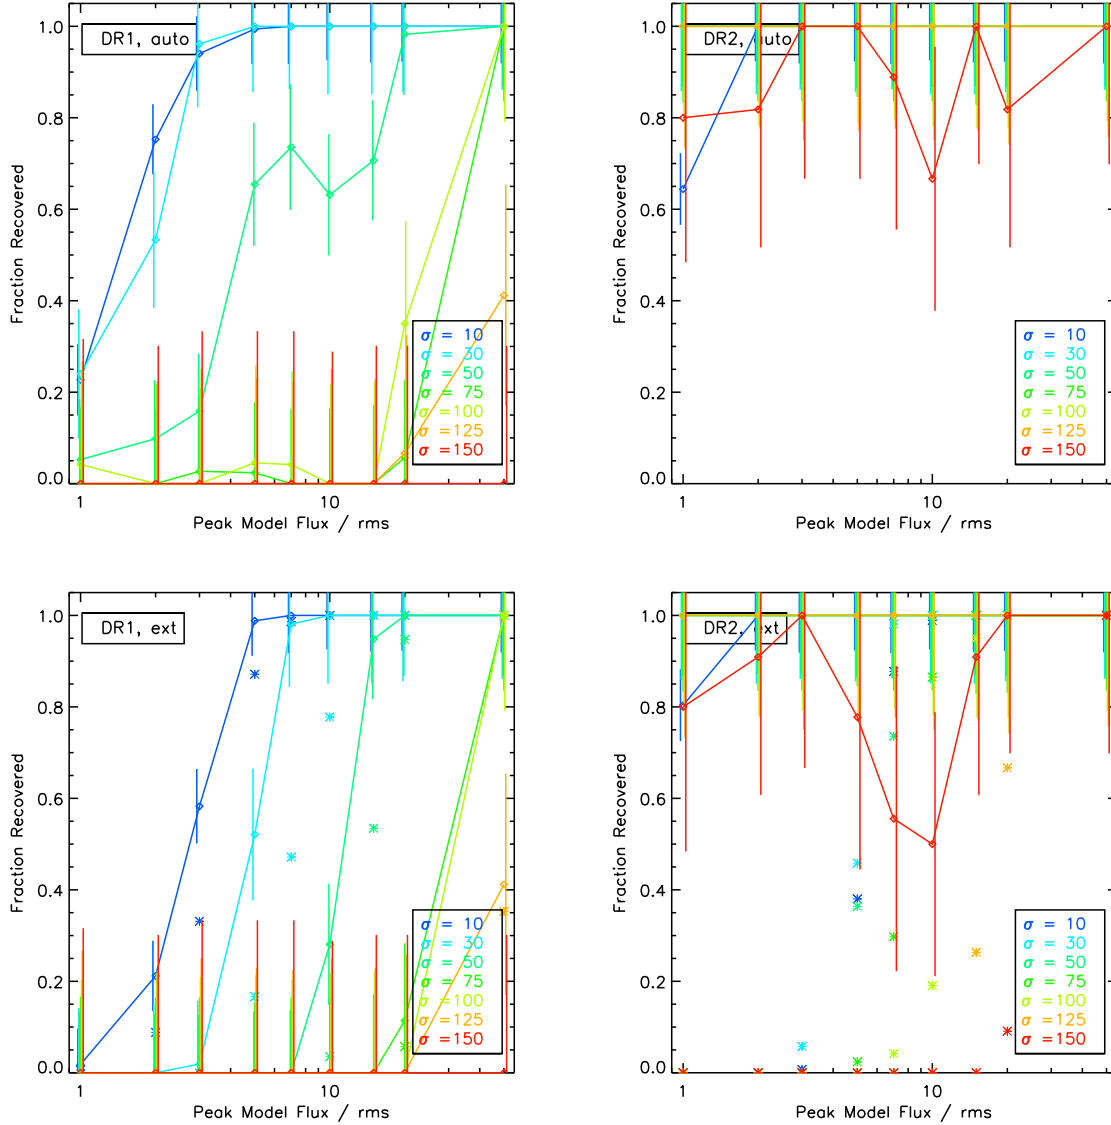 DR1, auto
1.0
0.8
0.6
0.4
0.2
0.0
Fraction Recovered
σ = 10
σ = 30
σ = 50
σ = 75
σ =100
σ =125
σ =150
1 10
Peak Model Flux / rms
DR2, auto
1.0
0.8
0.6
0.4
0.2
0.0
Fraction Recovered
σ = 10
σ = 30
σ = 50
σ = 75
σ =100
σ =125
σ =150
1 10
Peak Model Flux / rms
DR1, ext
1.0
0.8
0.6
0.4
0.2
0.0
Fraction Recovered
σ = 10
σ = 30
σ = 50
σ = 75
σ =100
σ =125
σ =150
1 10
Peak Model Flux / rms
DR2, ext
1.0
0.8
0.6
0.4
0.2
0.0
Fraction Recovered
σ = 10
σ = 30
σ = 50
σ = 75
σ =100
σ =125
σ =150
1 10
Peak Model Flux / rms